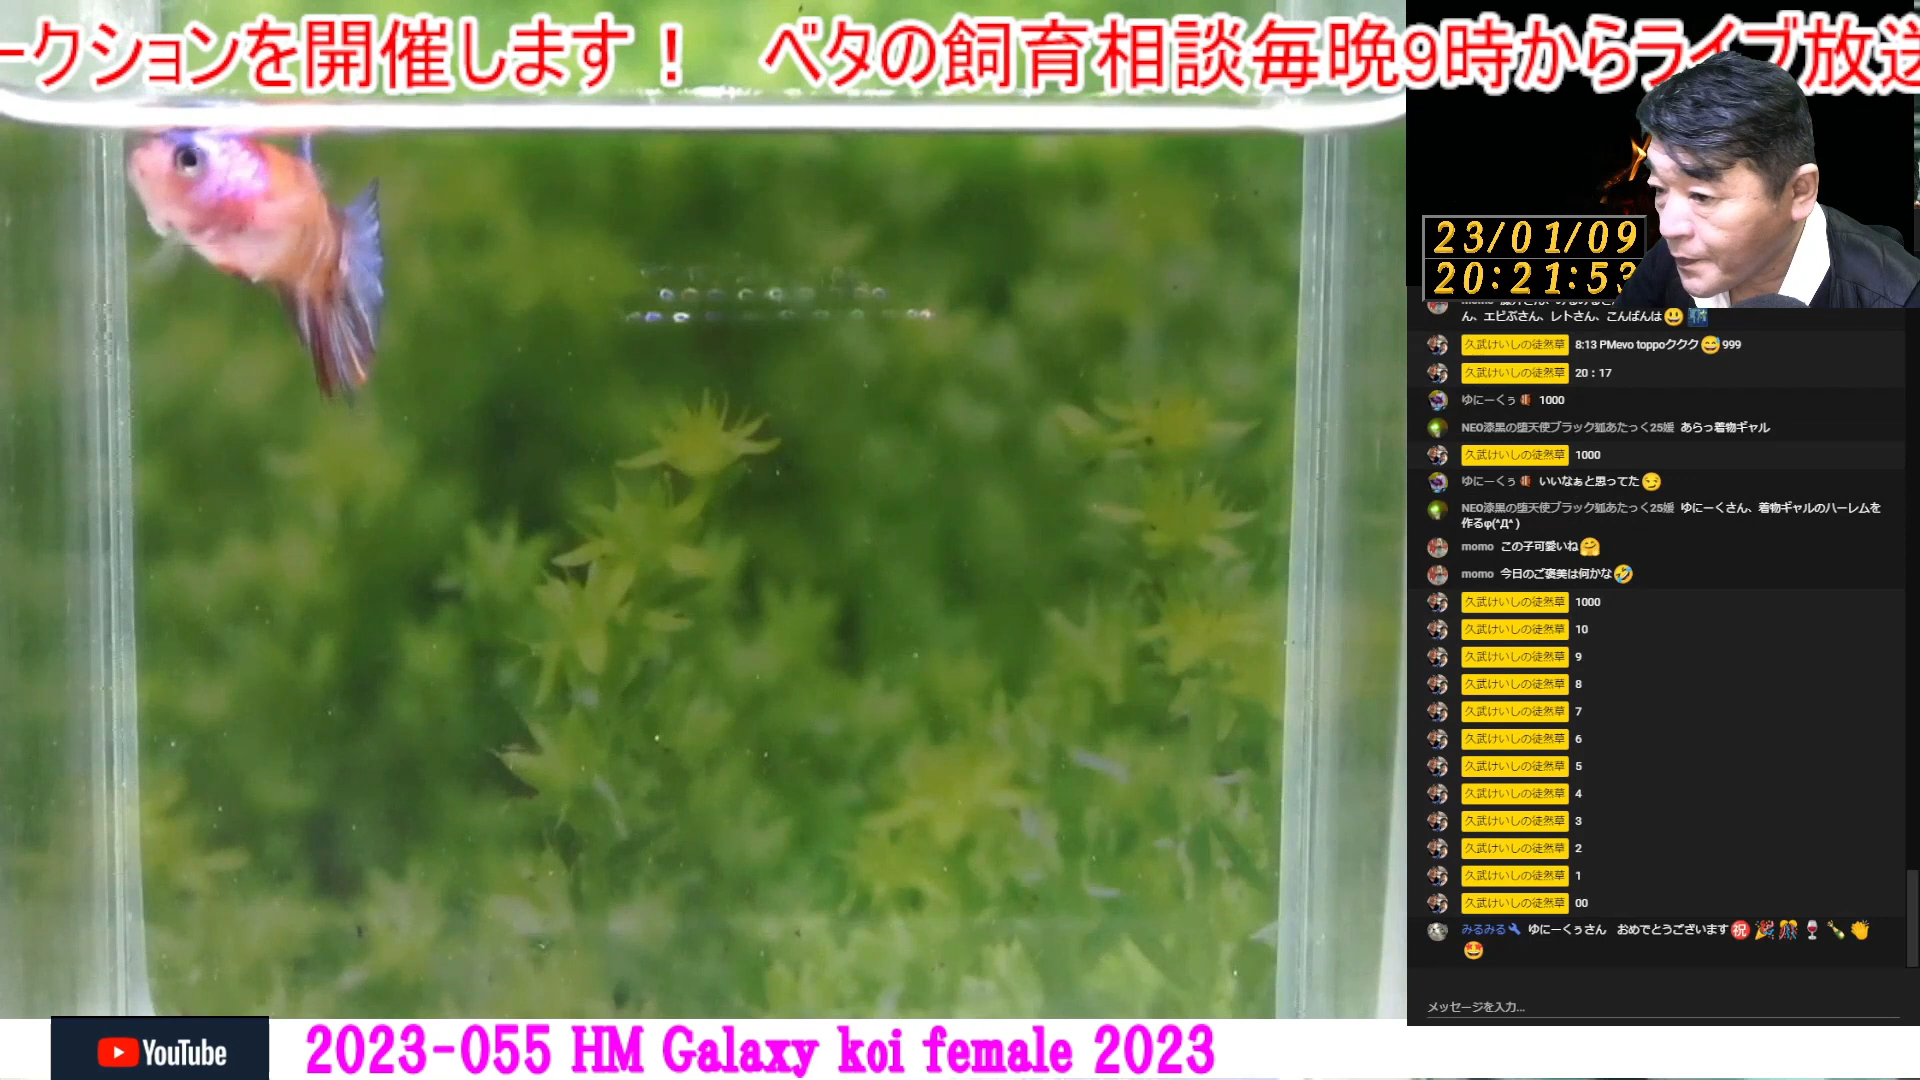 ークションを開催します！　ベタの飼育相談毎晩9時からライブ放送
23/01/09
20:21:53
ん、エビぶさん、レトさん、こんばんは😃
久武けいしの徒然草 8:13 PMevo toppoククク😅999
久武けいしの徒然草 20：17
ゆにーくぅ 1000
NEO漆黒の堕天使ブラック狐あたっく25媛 あらっ着物ギャル
久武けいしの徒然草 1000
ゆにーくぅ いいなぁと思ってた😏
NEO漆黒の堕天使ブラック狐あたっく25媛 ゆにーくさん、着物ギャルのハーレムを
作るφ(^Д^ )
momo この子可愛いね🤗
momo 今日のご褒美は何かな🤣
久武けいしの徒然草 1000
久武けいしの徒然草 10
久武けいしの徒然草 9
久武けいしの徒然草 8
久武けいしの徒然草 7
久武けいしの徒然草 6
久武けいしの徒然草 5
久武けいしの徒然草 4
久武けいしの徒然草 3
久武けいしの徒然草 2
久武けいしの徒然草 1
久武けいしの徒然草 00
みるみる🔧 ゆにーくぅさん　おめでとうございます㊗🎉🎊🍷🍾👏
🤩
メッセージを入力...
YouTube
2023-055 HM Galaxy koi female 2023